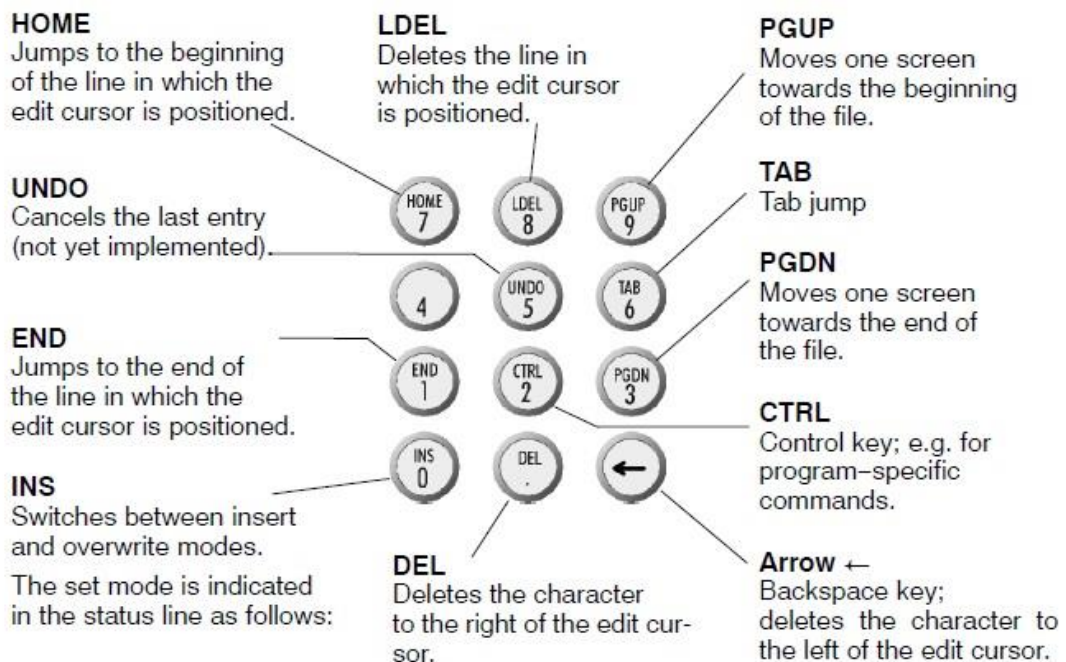 HOME
Jumps to the beginning
of the line in which the
edit cursor is positioned.
LDEL
Deletes the line in
which the edit cursor
is positioned.
PGUP
Moves one screen
towards the beginning
of the file.
UNDO
Cancels the last entry
(not yet implemented).
TAB
Tab jump
PGDN
Moves one screen
towards the end of
the file.
END
Jumps to the end of
the line in which the
edit cursor is positioned.
HOME
7
LDEL
8
PGUP
9
4
UNDO
5
TAB
6
END
1
CTRL
2
PGDN
3
INS
0
DEL
.
←
CTRL
Control key; e.g. for
program–specific
commands.
INS
Switches between insert
and overwrite modes.
The set mode is indicated
in the status line as follows:
DEL
Deletes the character
to the right of the edit cur-
sor.
Arrow ←
Backspace key;
deletes the character to
the left of the edit cursor.